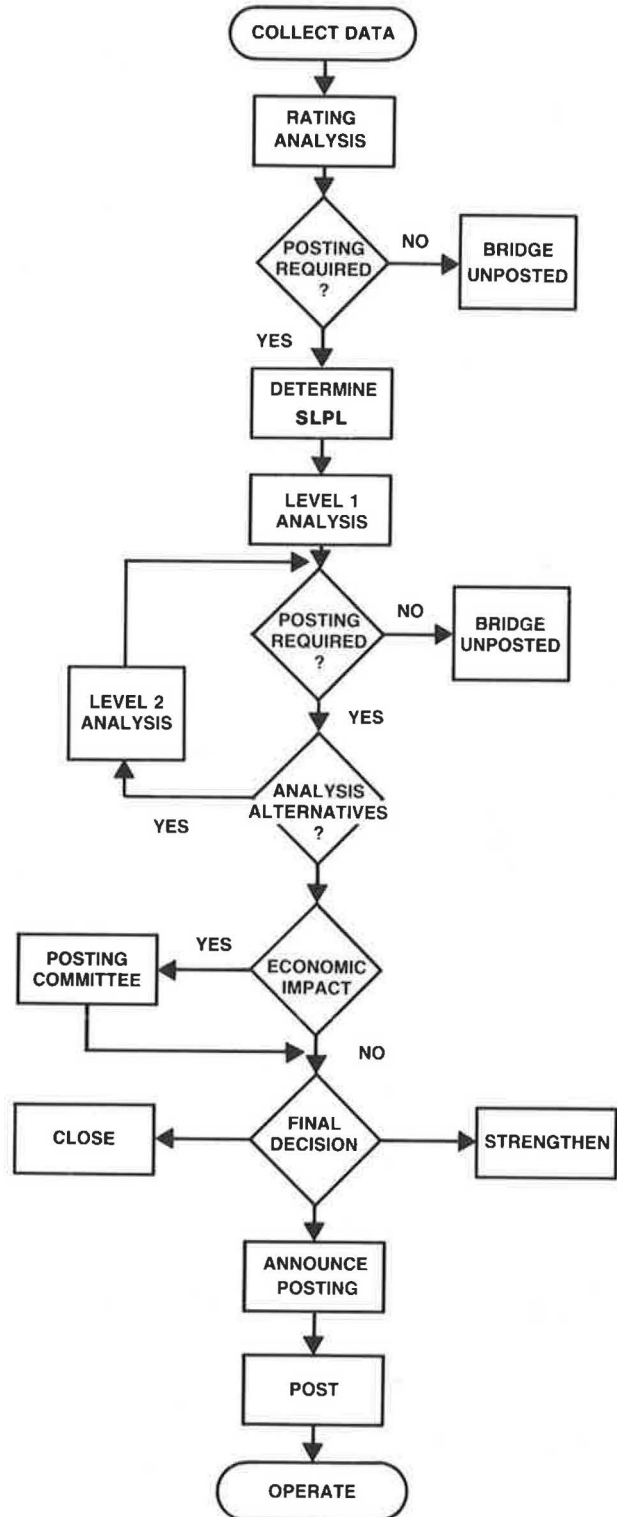 COLLECT DATA
RATING
ANALYSIS
POSTING
REQUIRED
?
NO
BRIDGE
UNPOSTED
YES
DETERMINE
SLPL
LEVEL 1
ANALYSIS
POSTING
REQUIRED
?
NO
BRIDGE
UNPOSTED
YES
LEVEL 2
ANALYSIS
ANALYSIS
ALTERNATIVES
?
YES
ECONOMIC
IMPACT
YES
POSTING
COMMITTEE
NO
FINAL
DECISION
CLOSE
STRENGTHEN
ANNOUNCE
POSTING
POST
OPERATE